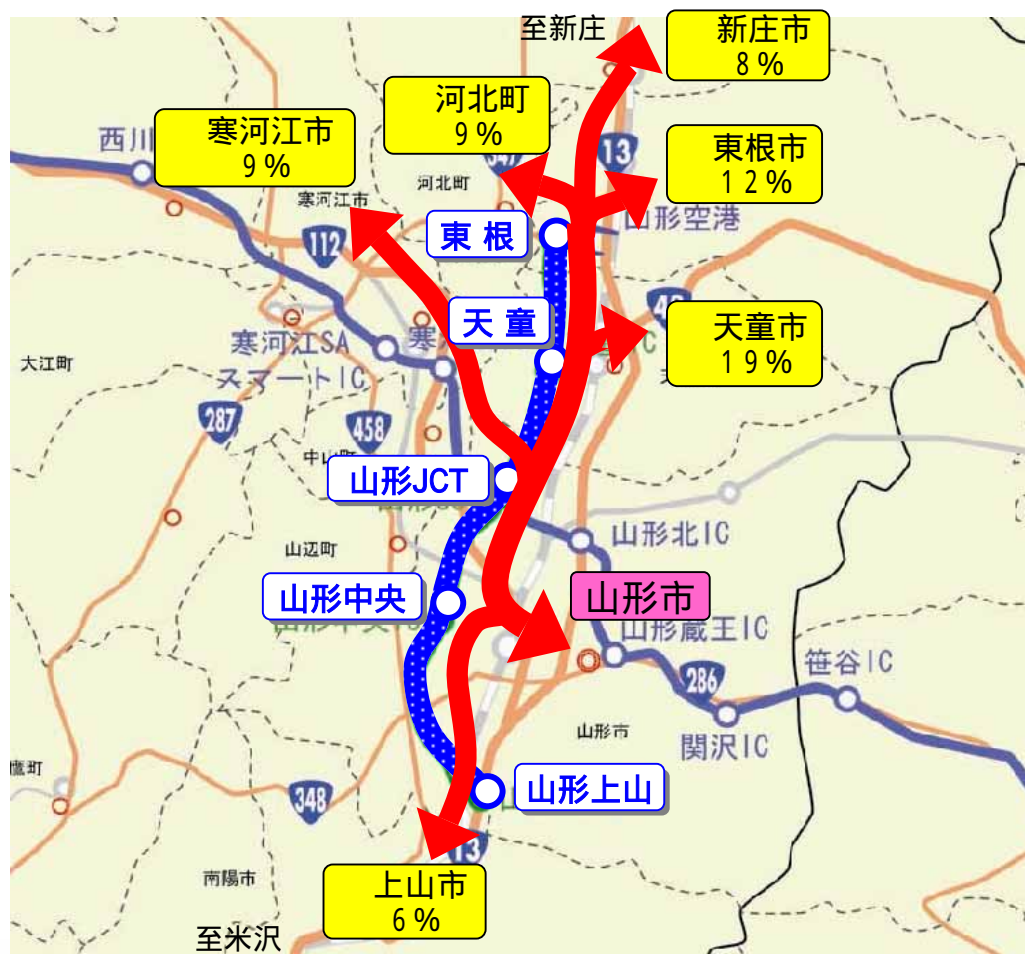 至新庄
新庄市
8%
河北町
9%
寒河江市
9%
13
東根市
12%
西川
347
河北町
寒河江市
112
東根
山形空港
天童
天童市
19%
寒河江SA
スマートIC
大江町
287
458
中山町
山形JCT
山形北IC
山辺町
山形中央
山形市
山形蔵王IC
笹谷IC
286
関沢IC
山形市
山形上山
348
13
上山市
6%
南陽市
至米沢